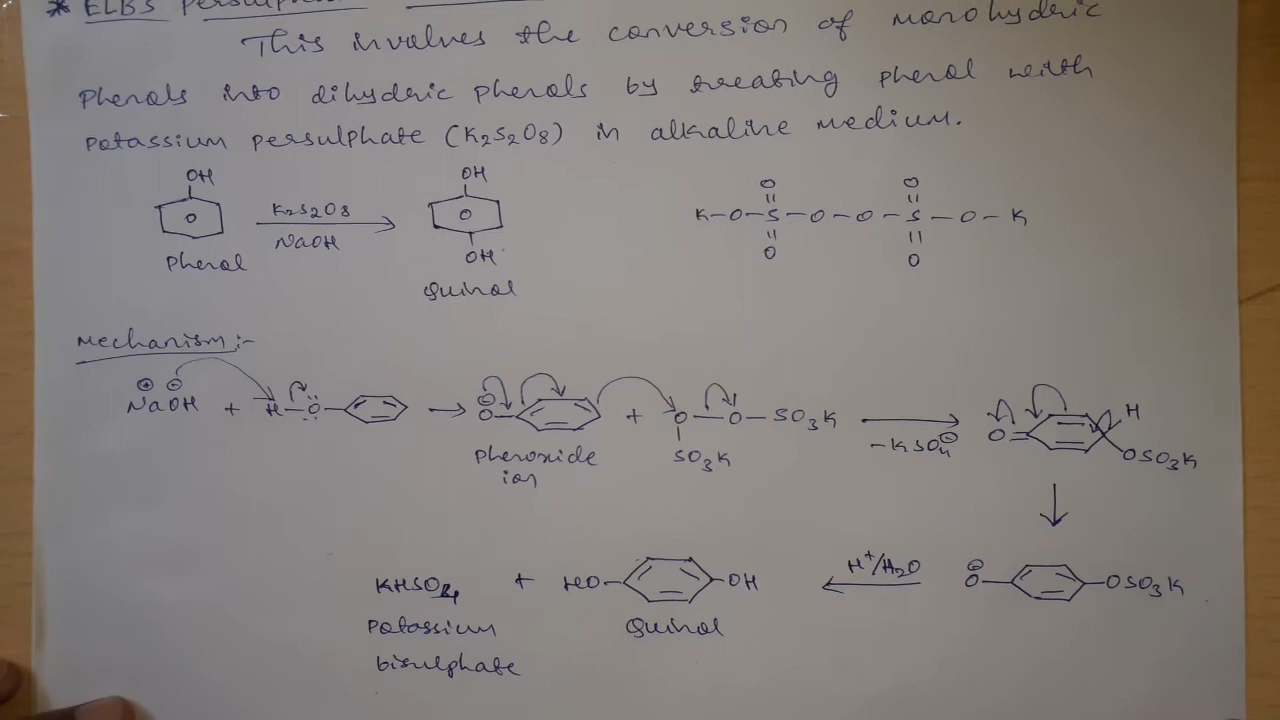 * ELBS persulphate
This involves the conversion of monohydric
phenols into dihydric phenols by treating phenol with
potassium persulphate (K2S2O8) in alkaline medium.
OH
K2S2O8
NaOH
phenol
OH
OH
Quinol
O O
K-O-S-O-O-S-O-K
O O
Mechanism:-
⊕ ⊖
NaOH + H-O: → ⊖O + O-O-SO3K -KSO4⊖ O= H
SO3K OSO3K
phenoxide
ion
KHSO4 + HO -OH H+/H2O ⊖O -OSO3K
Potassium Quinol
bisulphate